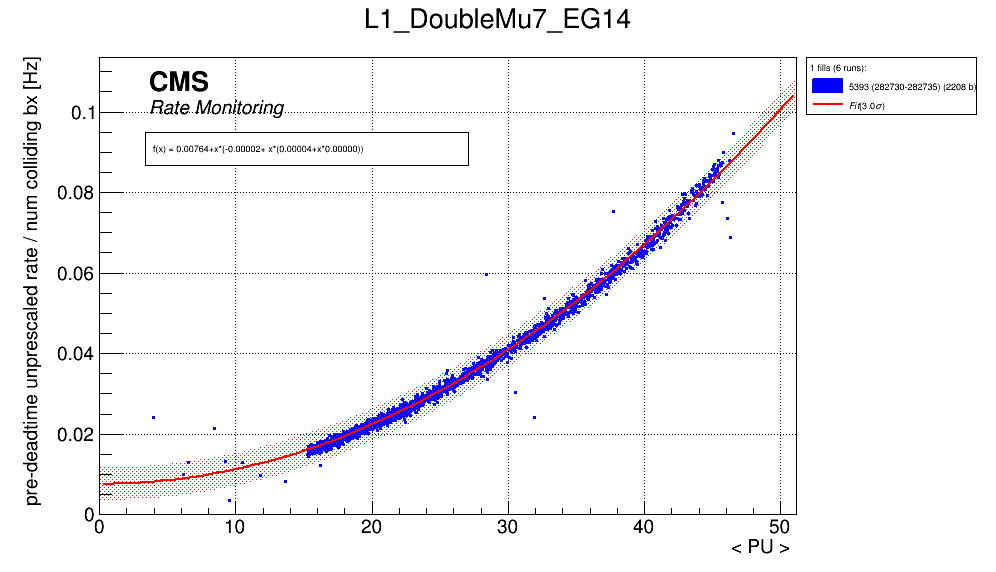 L1_DoubleMu7_EG14
pre-deadtime unprescaled rate / num colliding bx [Hz]
CMS
Rate Monitoring
f(x) = 0.00764+x*(-0.00002+ x*(0.00004+x*0.00000))
1 fills (6 runs):
5393 (282730-282735) (2208 b)
Fit(3.0σ)
0.1
0.08
0.06
0.04
0.02
0
0 10 20 30 40 50
< PU >